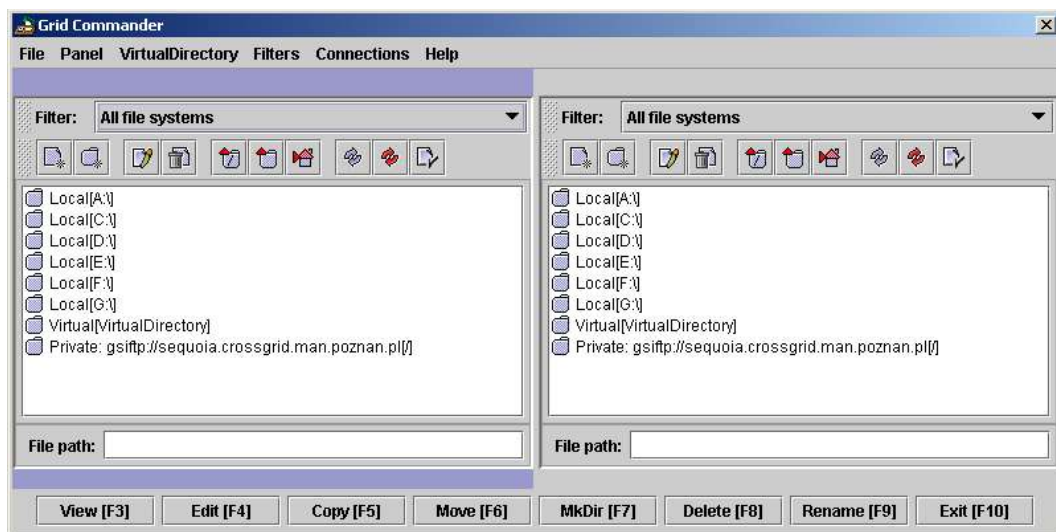 Grid Commander
File Panel VirtualDirectory Filters Connections Help
Filter: All file systems
Local[A:\]
Local[C:\]
Local[D:\]
Local[E:\]
Local[F:\]
Local[G:\]
Virtual[VirtualDirectory]
Private: gsiftp://sequoia.crossgrid.man.poznan.pl[/]
File path:
Filter: All file systems
Local[A:\]
Local[C:\]
Local[D:\]
Local[E:\]
Local[F:\]
Local[G:\]
Virtual[VirtualDirectory]
Private: gsiftp://sequoia.crossgrid.man.poznan.pl[/]
File path:
View [F3] Edit [F4] Copy [F5] Move [F6] MkDir [F7] Delete [F8] Rename [F9] Exit [F10]